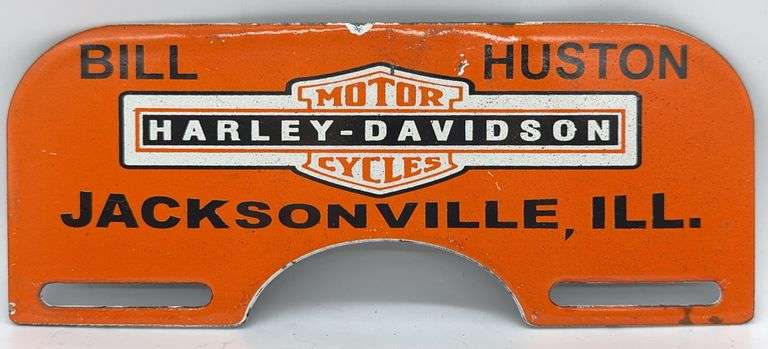 BILL HUSTON
MOTOR
HARLEY-DAVIDSON
CYCLES
JACKSONVILLE, ILL.